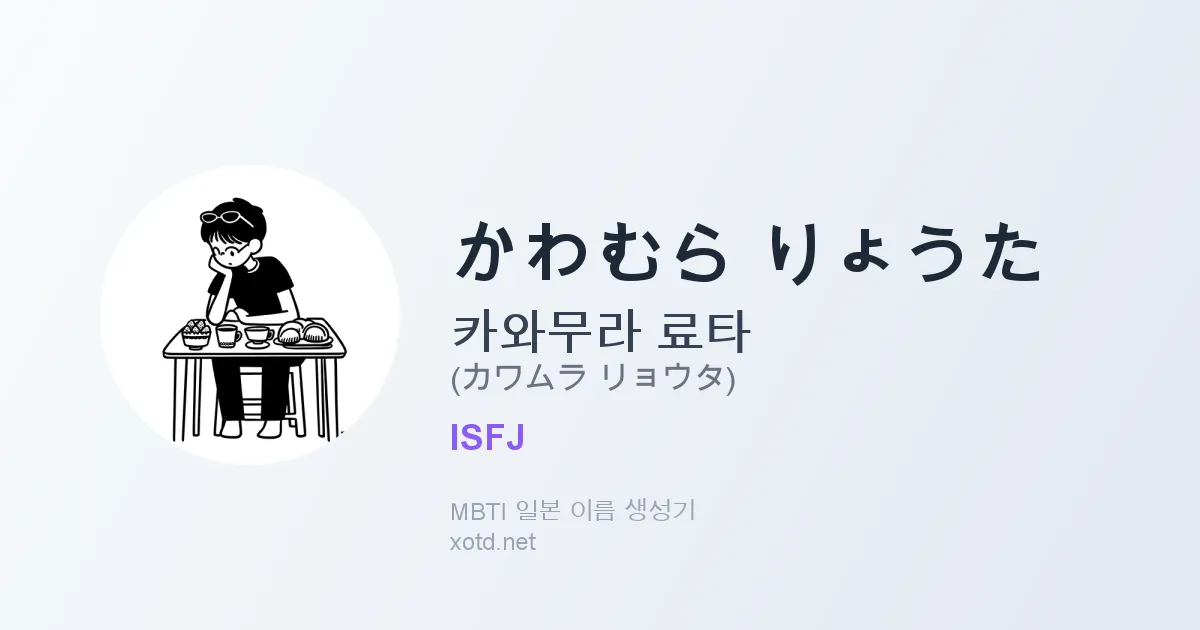 かわむら りょうた
카와무라 료타
(カワムラ リョウタ)
ISFJ
MBTI 일본 이름 생성기
xotd.net